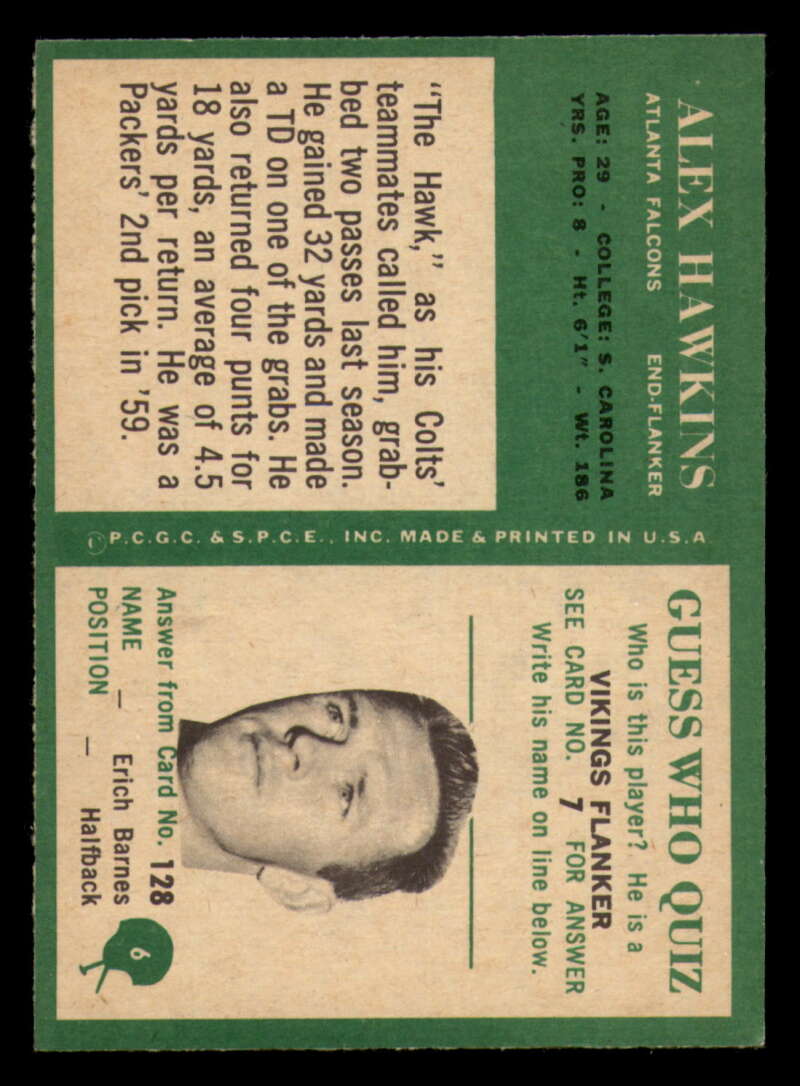 ALEX HAWKINS
ATLANTA FALCONS END-FLANKER
AGE: 29 - COLLEGE: S. CAROLINA
YRS. PRO: 8 - Ht. 6'1" - Wt. 186
"The Hawk," as his Colts'
teammates called him, grab-
bed two passes last season.
He gained 32 yards and made
a TD on one of the grabs. He
also returned four punts for
18 yards, an average of 4.5
yards per return. He was a
Packers' 2nd pick in '59.
P.C.G.C. & S.P.C.E., INC. MADE & PRINTED IN U.S.A
GUESS WHO QUIZ
Who is this player? He is a
VIKINGS FLANKER
SEE CARD NO. 7 FOR ANSWER
Write his name on line below.
Answer from Card No. 128
NAME — Erich Barnes
POSITION — Halfback
6